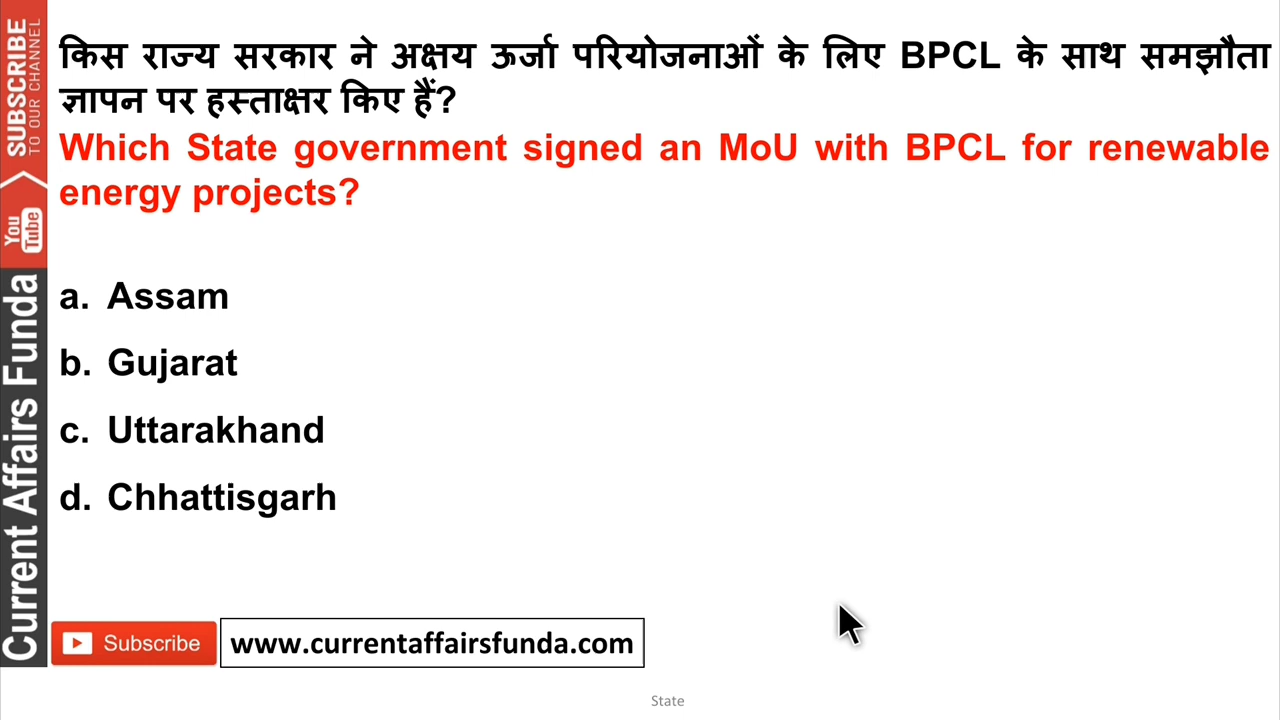 किस राज्य सरकार ने अक्षय ऊर्जा परियोजनाओं के लिए BPCL के साथ समझौता
ज्ञापन पर हस्ताक्षर किए हैं?
Which State government signed an MoU with BPCL for renewable
energy projects?
a. Assam
b. Gujarat
c. Uttarakhand
d. Chhattisgarh
SUBSCRIBE
TO OUR CHANNEL
You
Tube
Current Affairs Funda
Subscribe
www.currentaffairsfunda.com
State